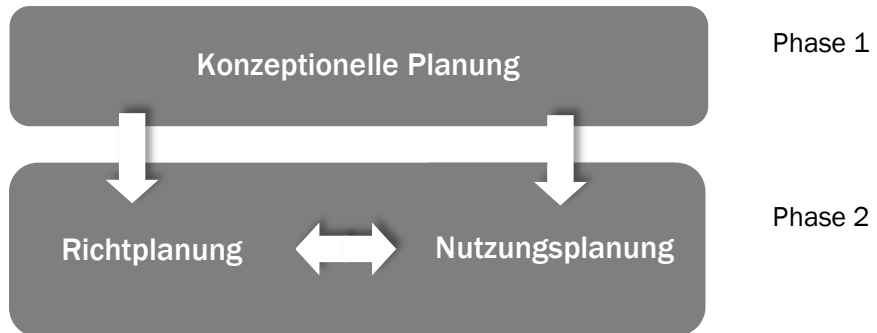 Konzeptionelle Planung
Phase 1
Richtplanung
Nutzungsplanung
Phase 2